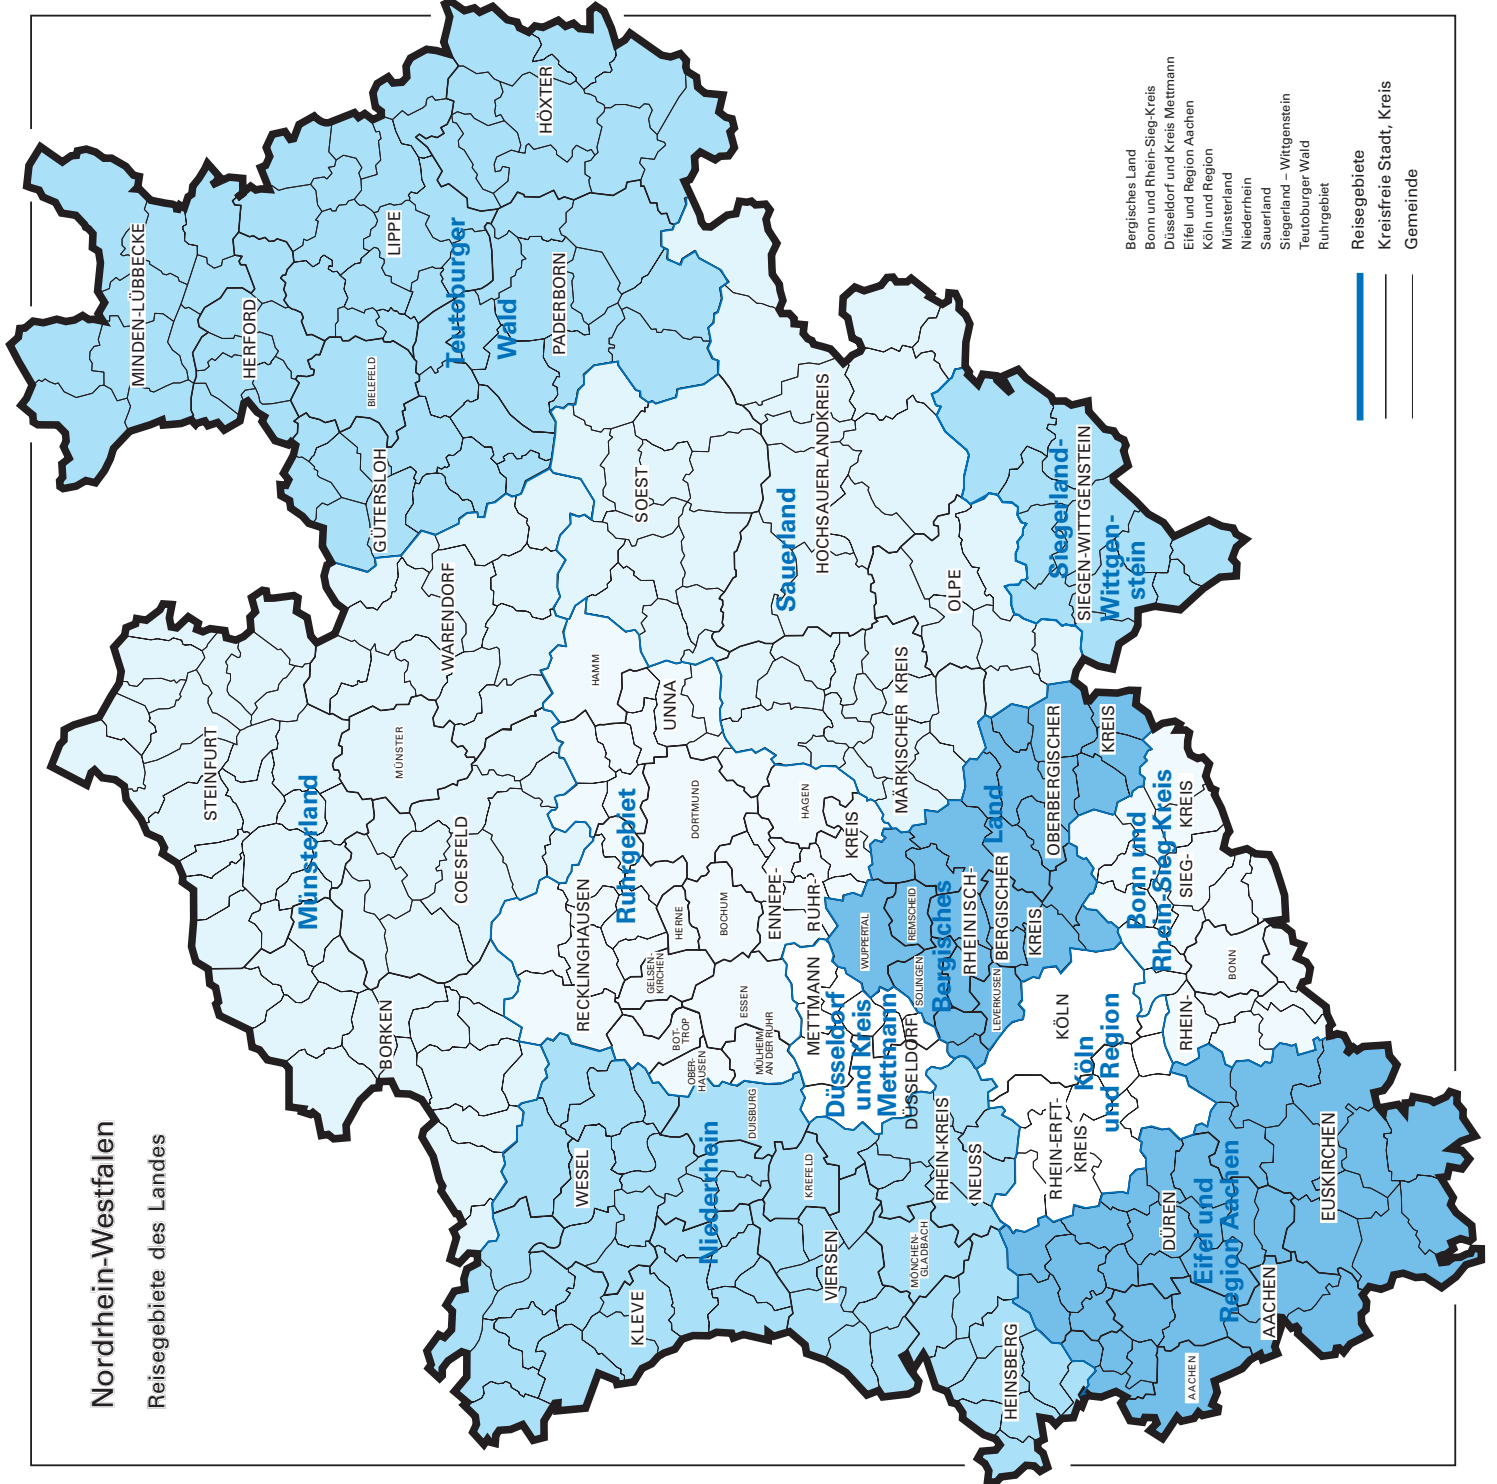 Nordrhein-Westfalen
Reisegebiete des Landes
STEINFURT
Münsterland
BORKEN
MÜNSTER
COESFELD
WARENDORF
MINDEN-LÜBBECKE
HERFORD
BIELEFELD
GÜTERSLOH
LIPPE
Teutoburger
Wald
PADERBORN
HÖXTER
KLEVE
WESEL
Niederrhein
DUISBURG
KREFELD
VIERSEN
MÖNCHEN-
GLADBACH
RHEIN-KREIS
NEUSS
HEINSBERG
RECKLINGHAUSEN
Ruhrgebiet
BOT-
TROP
OBER-
HAUSEN
GELSEN-
KIRCHEN
HERNE
BOCHUM
DORTMUND
ESSEN
MÜLHEIM
AN DER RUHR
HAMM
UNNA
HAGEN
ENNEPE-
RUHR-
KREIS
SOEST
Sauerland
HOCHSAUERLANDKREIS
MÄRKISCHER KREIS
OLPE
Siegerland-
SIEGEN-WITTGENSTEIN
Wittgen-
stein
METTMANN
Düsseldorf
und Kreis
Mettmann
DÜSSELDORF
WUPPERTAL
REMSCHEID
SOLINGEN
Bergisches
Land
RHEINISCH-
BERGISCHER
KREIS
LEVERKUSEN
OBERBERGISCHER
KREIS
KÖLN
Köln
und Region
RHEIN-ERFT-
KREIS
Bonn und
Rhein-Sieg-Kreis
RHEIN-
SIEG-
KREIS
BONN
DÜREN
Eifel und
Region Aachen
AACHEN
AACHEN
EUSKIRCHEN
Bergisches Land
Bonn und Rhein-Sieg-Kreis
Düsseldorf und Kreis Mettmann
Eifel und Region Aachen
Köln und Region
Münsterland
Niederrhein
Sauerland
Siegerland – Wittgenstein
Teutoburger Wald
Ruhrgebiet
Reisegebiete
Kreisfreie Stadt, Kreis
Gemeinde